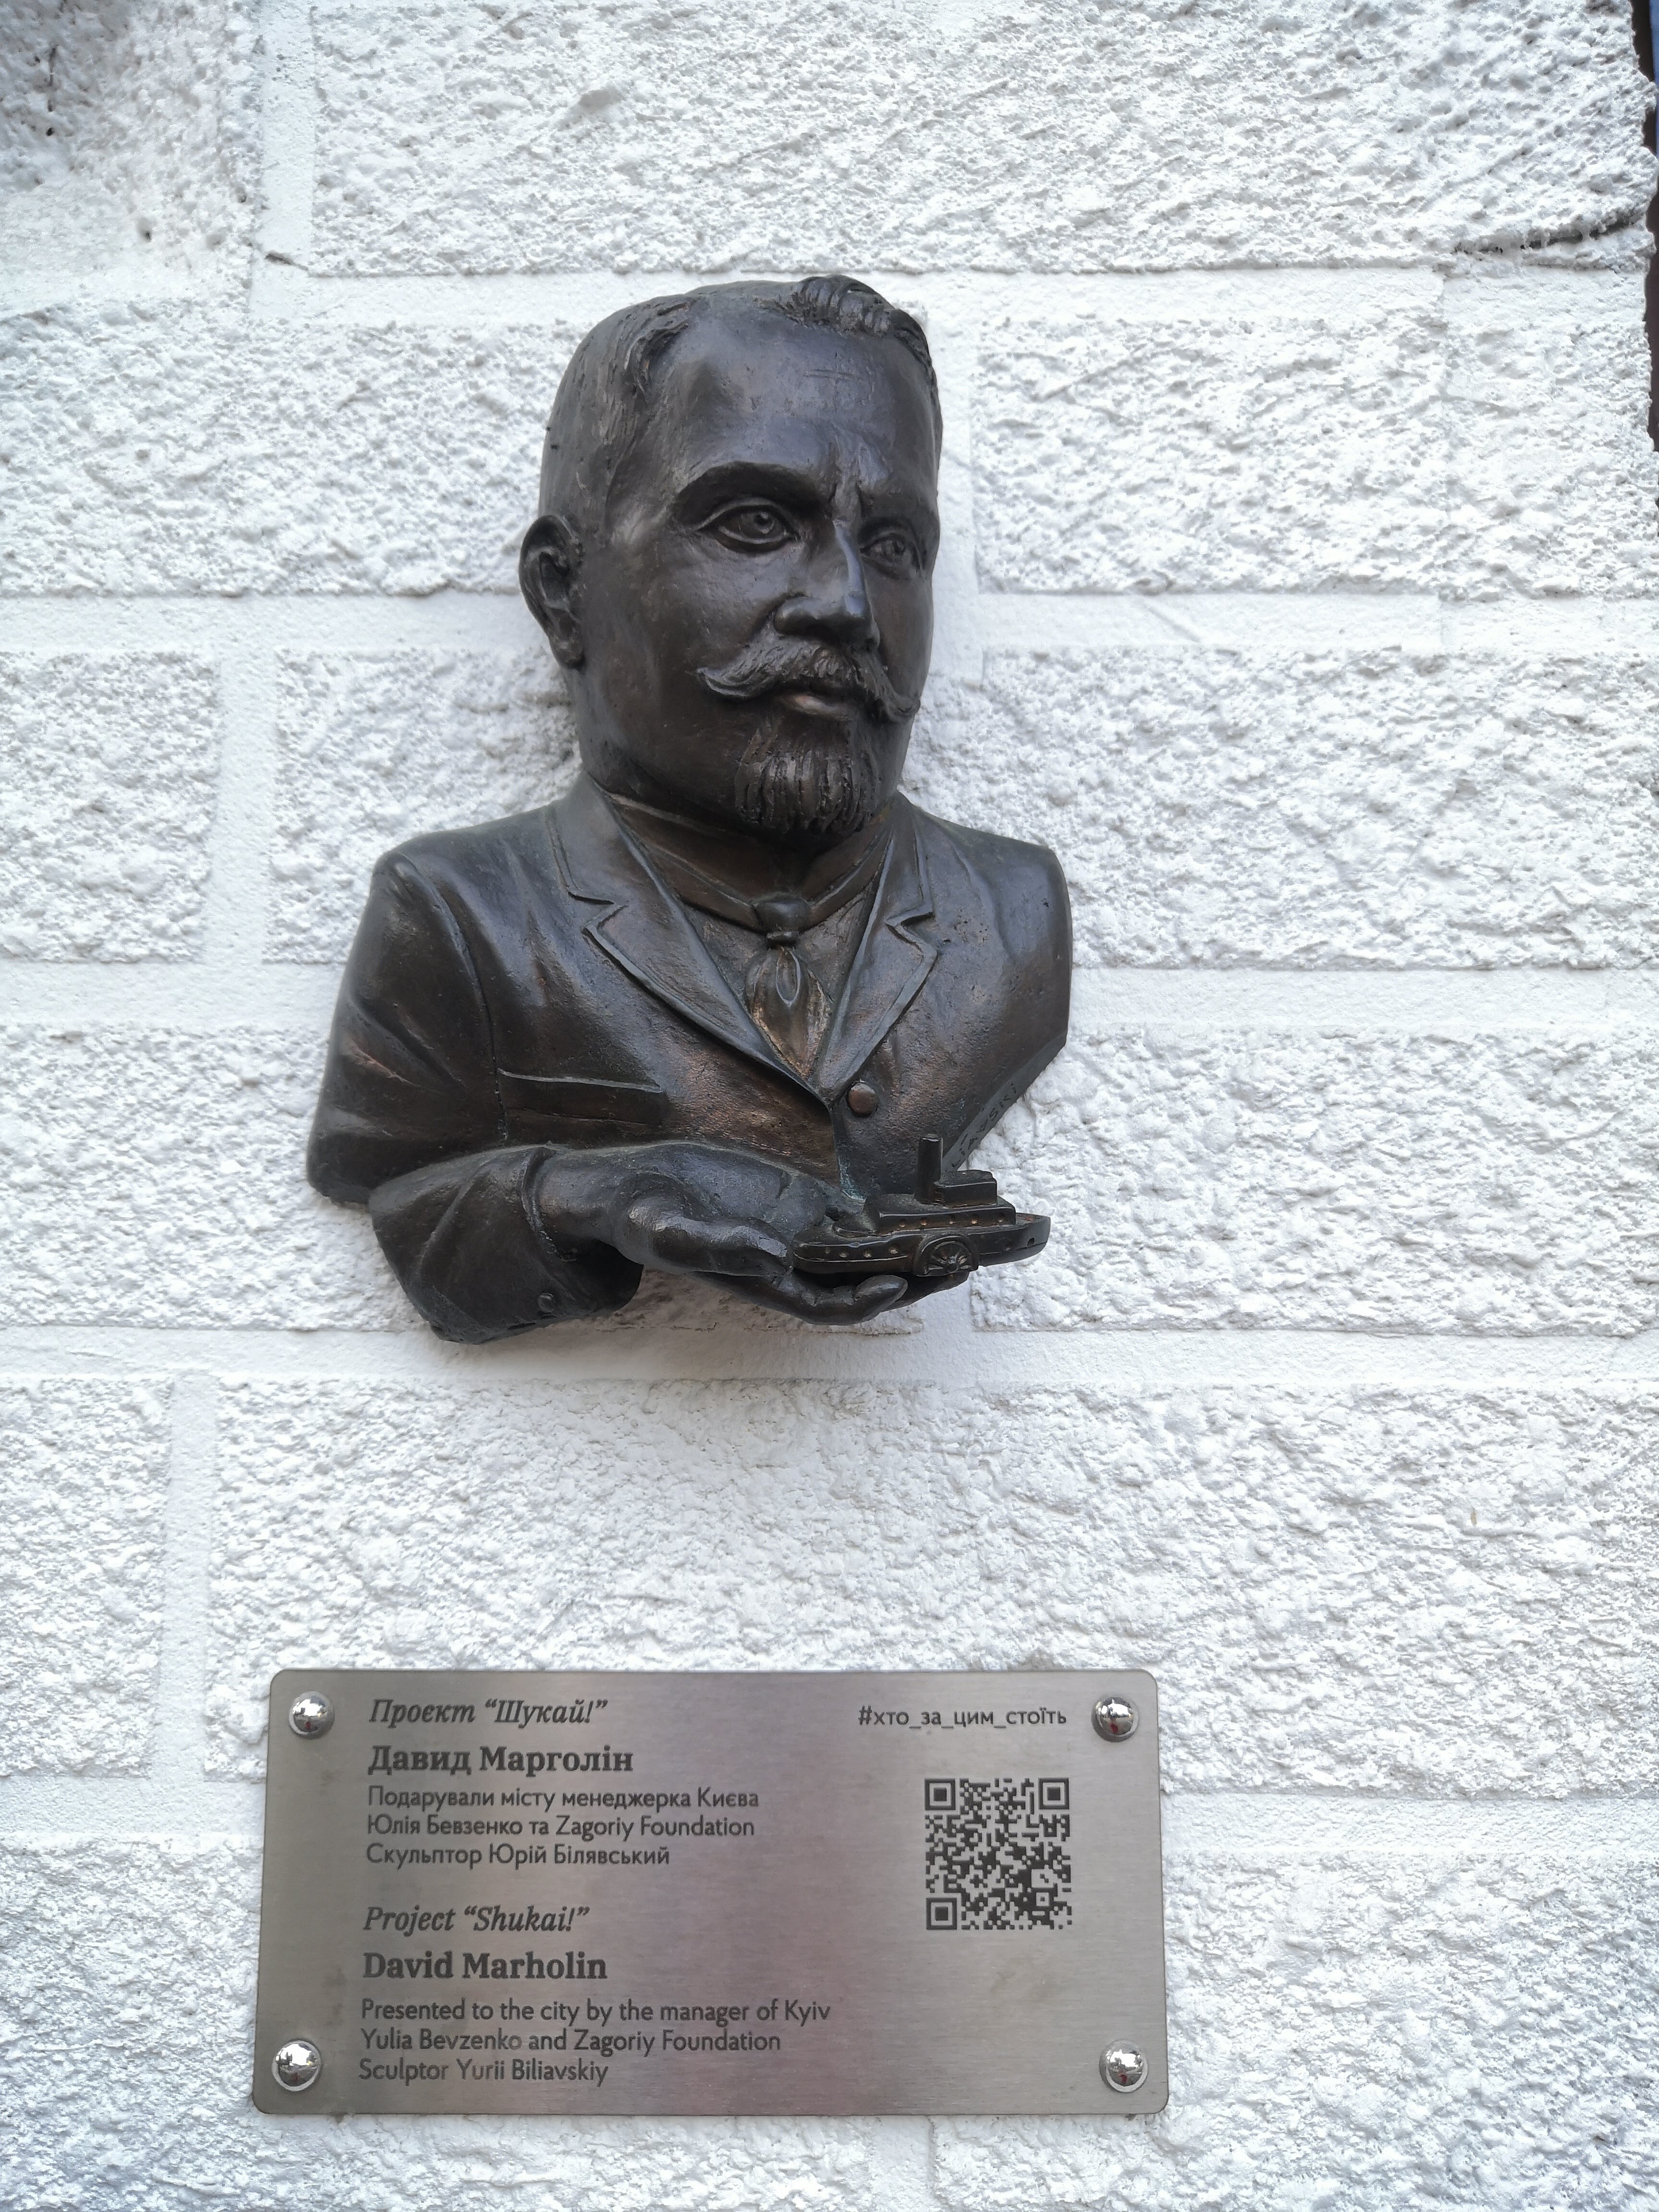 Проєкт “Шукай!”
#хто_за_цим_стоїть
Давид Марголін
Подарували місту менеджерка Києва
Юлія Бевзенко та Zagoriy Foundation
Скульптор Юрій Білявський
Project “Shukai!”
David Marholin
Presented to the city by the manager of Kyiv
Yulia Bevzenko and Zagoriy Foundation
Sculptor Yurii Biliavskiy